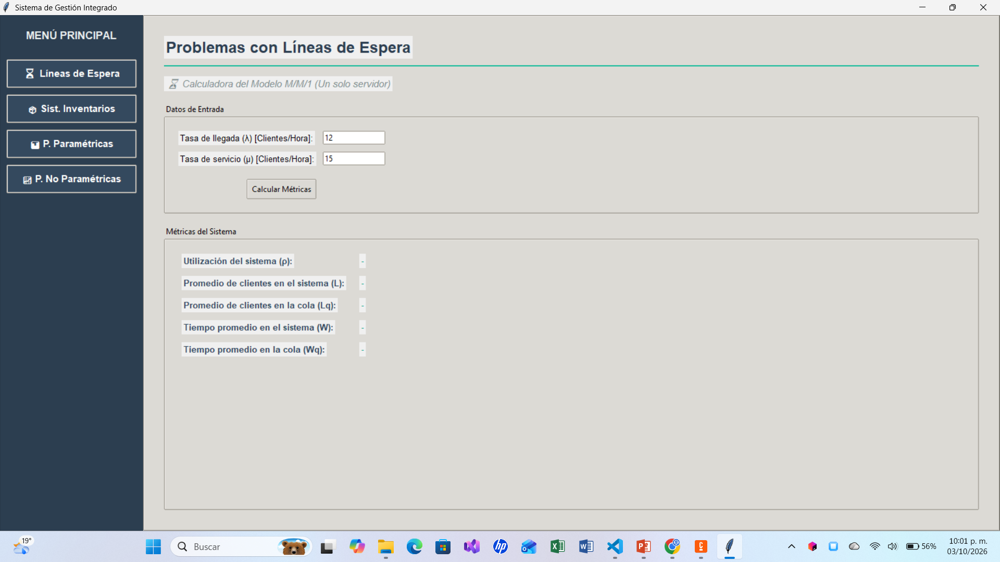 Sistema de Gestión Integrado
MENÚ PRINCIPAL
Líneas de Espera
Sist. Inventarios
P. Paramétricas
P. No Paramétricas
Problemas con Líneas de Espera
Calculadora del Modelo M/M/1 (Un solo servidor)
Datos de Entrada
Tasa de llegada (λ) [Clientes/Hora]: 12
Tasa de servicio (μ) [Clientes/Hora]: 15
Calcular Métricas
Métricas del Sistema
Utilización del sistema (ρ): -
Promedio de clientes en el sistema (L): -
Promedio de clientes en la cola (Lq): -
Tiempo promedio en el sistema (W): -
Tiempo promedio en la cola (Wq): -
19°
Buscar
56%
10:01 p. m.
03/10/2026